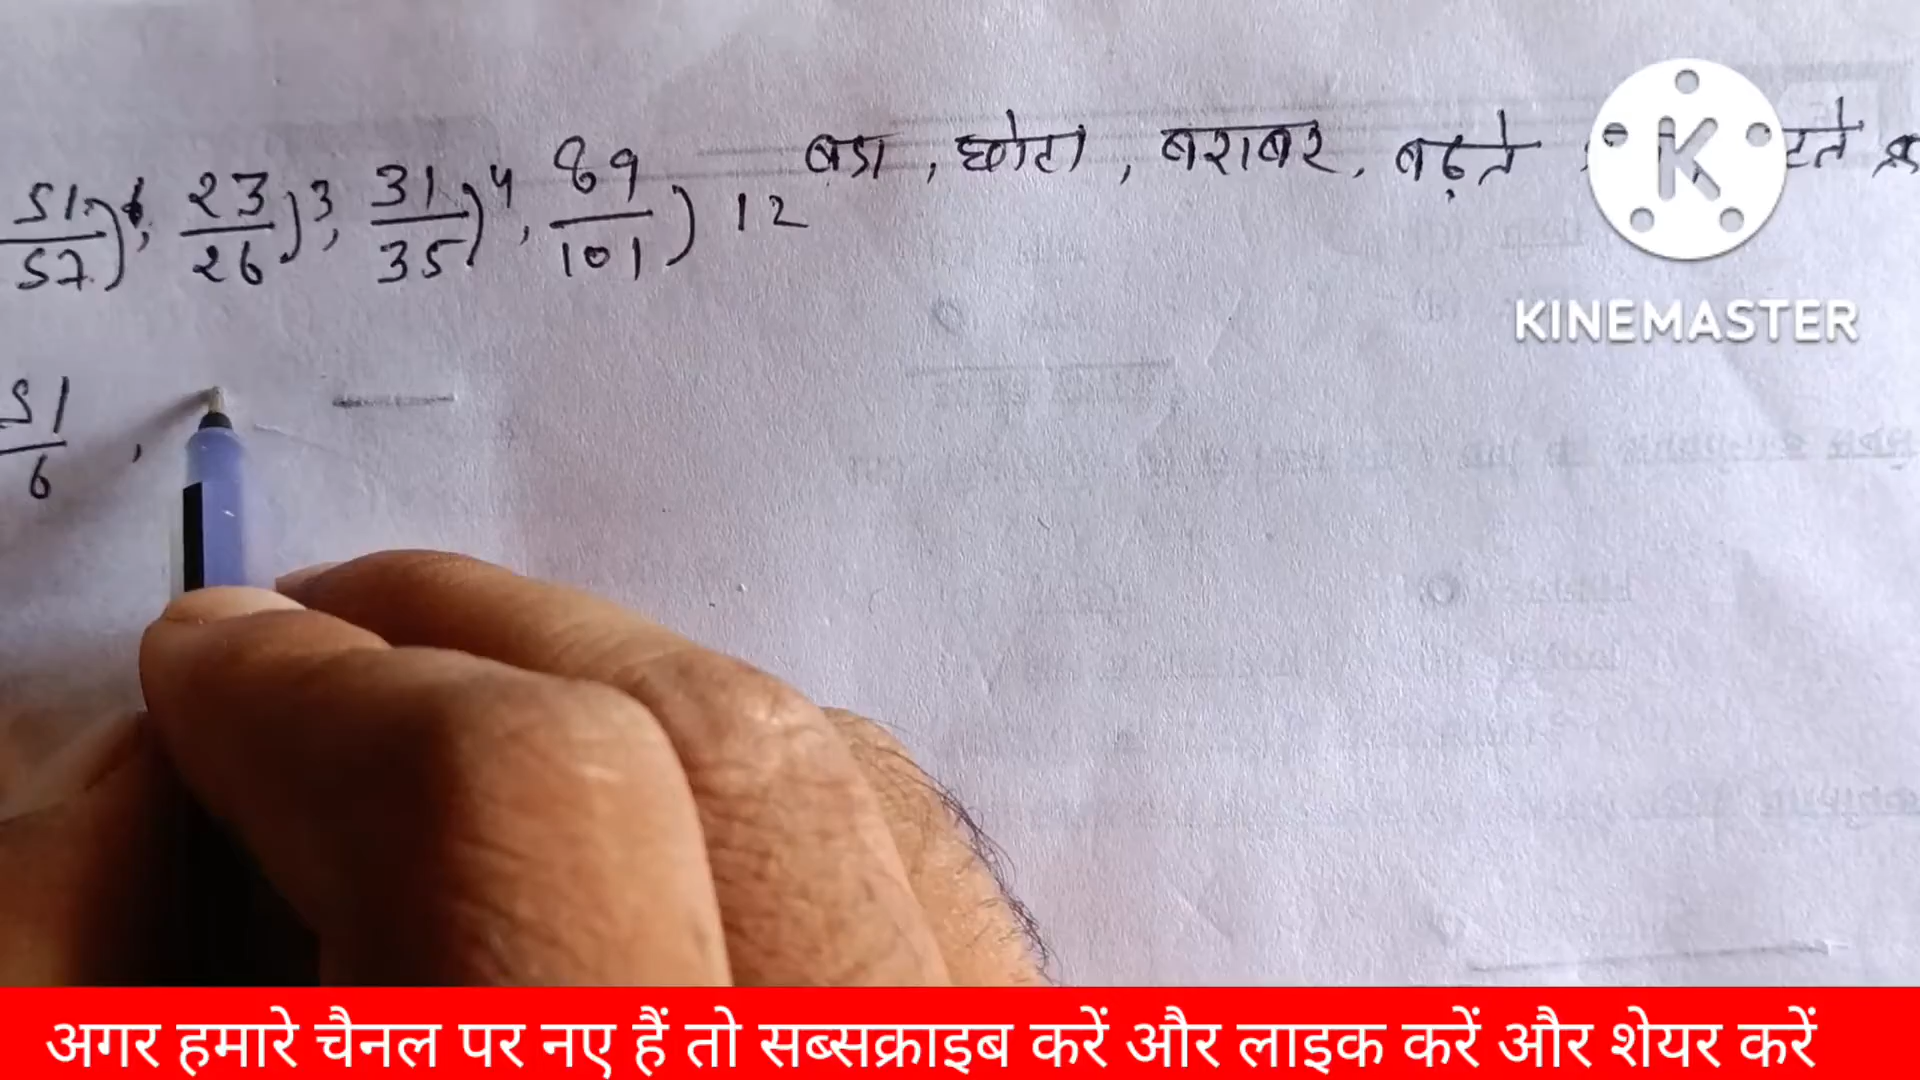 51/57) 6, 23/26) 3, 31/35) 4, 89/101) 12 बड़ा, छोटा, बराबर, बढ़ते
KINEMASTER
51/6,
अगर हमारे चैनल पर नए हैं तो सब्सक्राइब करें और लाइक करें और शेयर करें